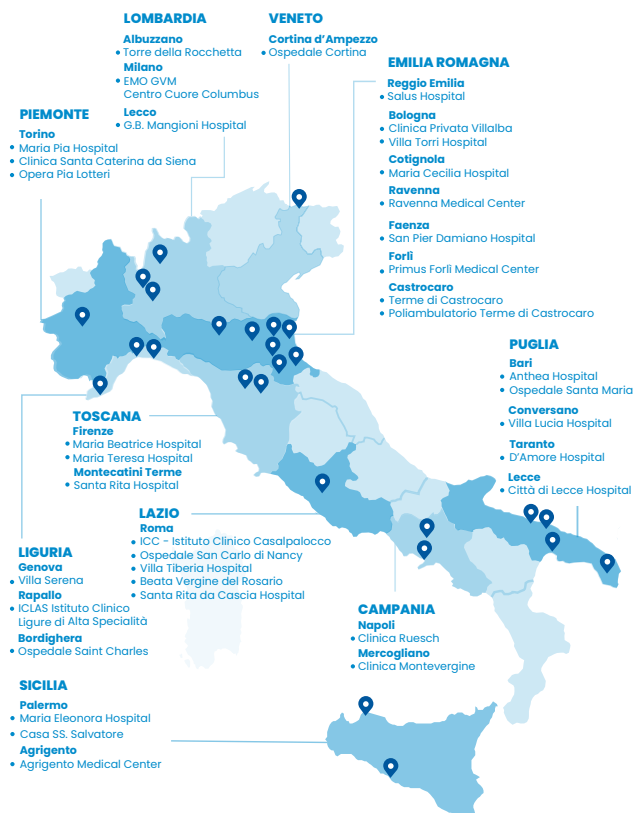 LOMBARDIA
Albuzzano
• Torre della Rocchetta
Milano
• EMO GVM
Centro Cuore Columbus
Lecco
• G.B. Mangioni Hospital
VENETO
Cortina d'Ampezzo
• Ospedale Cortina
EMILIA ROMAGNA
Reggio Emilia
• Salus Hospital
Bologna
• Clinica Privata Villalba
• Villa Torri Hospital
Cotignola
• Maria Cecilia Hospital
Ravenna
• Ravenna Medical Center
Faenza
• San Pier Damiano Hospital
Forlì
• Primus Forlì Medical Center
Castrocaro
• Terme di Castrocaro
• Poliambulatorio Terme di Castrocaro
PIEMONTE
Torino
• Maria Pia Hospital
• Clinica Santa Caterina da Siena
• Opera Pia Lotteri
PUGLIA
Bari
• Anthea Hospital
• Ospedale Santa Maria
Conversano
• Villa Lucia Hospital
Taranto
• D'Amore Hospital
Lecce
• Città di Lecce Hospital
TOSCANA
Firenze
• Maria Beatrice Hospital
• Maria Teresa Hospital
Montecatini Terme
• Santa Rita Hospital
LAZIO
Roma
• ICC - Istituto Clinico Casalpalocco
• Ospedale San Carlo di Nancy
• Villa Tiberia Hospital
• Beata Vergine del Rosario
• Santa Rita da Cascia Hospital
LIGURIA
Genova
• Villa Serena
Rapallo
• ICLAS Istituto Clinico
Ligure di Alta Specialità
Bordighera
• Ospedale Saint Charles
CAMPANIA
Napoli
• Clinica Ruesch
Mercogliano
• Clinica Montevergine
SICILIA
Palermo
• Maria Eleonora Hospital
• Casa SS. Salvatore
Agrigento
• Agrigento Medical Center